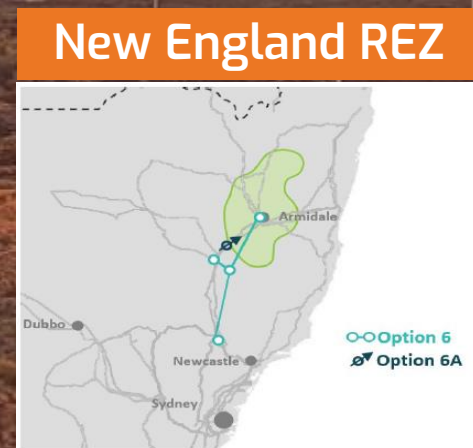 New England REZ
Armidale
Dubbo
Option 6
Newcastle
Option 6A
Sydney